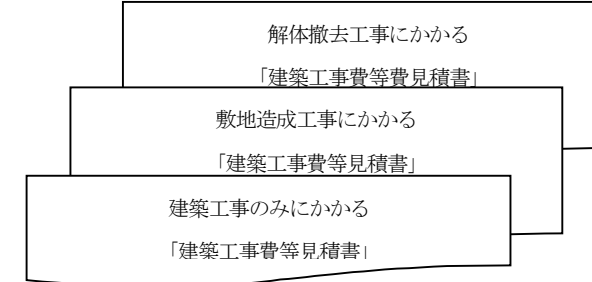 解体撤去工事にかかる
「建築工事費等費見積書」
敷地造成工事にかかる
「建築工事費等見積書」
建築工事のみにかかる
「建築工事費等見積書」